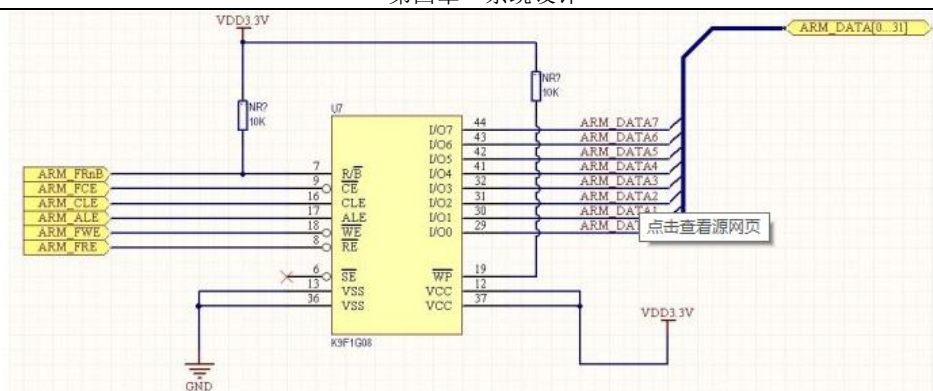 第四章 系统设计
VDD3.3V
ARM_DATA[0...31]
NR?
10K
NR?
10K
U7
ARM_FRnB
ARM_FCE
ARM_CLE
ARM_ALE
ARM_FWE
ARM_FRE
7
9
16
17
18
8
6
13
36
R/B
CE
CLE
ALE
WE
RE
SE
VSS
VSS
I/O7
I/O6
I/O5
I/O4
I/O3
I/O2
I/O1
I/O0
WP
VCC
VCC
44
43
42
41
32
31
30
29
19
12
37
ARM_DATA7
ARM_DATA6
ARM_DATA5
ARM_DATA4
ARM_DATA3
ARM_DATA2
ARM_DATA1
ARM_DAT
点击查看源网页
VDD3.3V
K9F1G08
GND